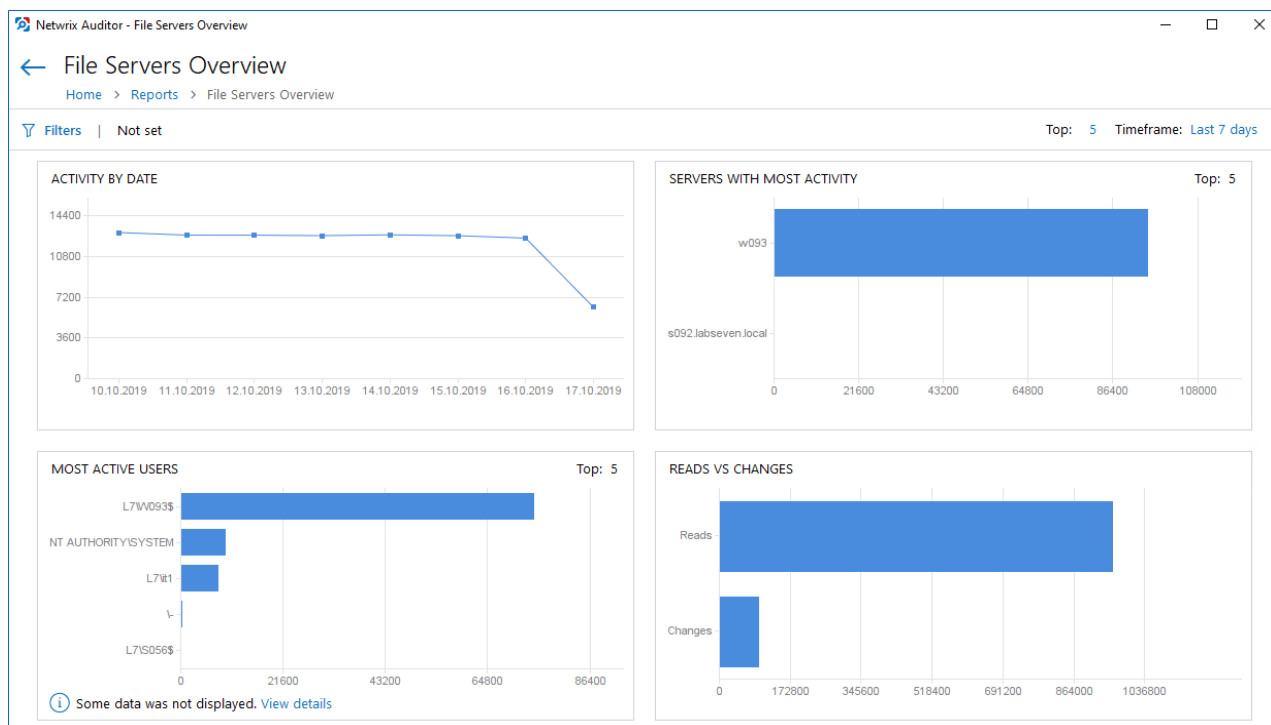 Netwrix Auditor - File Servers Overview
File Servers Overview
Home > Reports > File Servers Overview
Filters | Not set
Top: 5 Timeframe: Last 7 days
ACTIVITY BY DATE
14400
10800
7200
3600
0
10.10.2019 11.10.2019 12.10.2019 13.10.2019 14.10.2019 15.10.2019 16.10.2019 17.10.2019
SERVERS WITH MOST ACTIVITY
Top: 5
w093
s092.labseven.local
0 21600 43200 64800 86400 108000
MOST ACTIVE USERS
Top: 5
L7\W093$
NT AUTHORITY\SYSTEM
L7\it1
\-
L7\S056$
0 21600 43200 64800 86400
Some data was not displayed. View details
READS VS CHANGES
Reads
Changes
0 172800 345600 518400 691200 864000 1036800